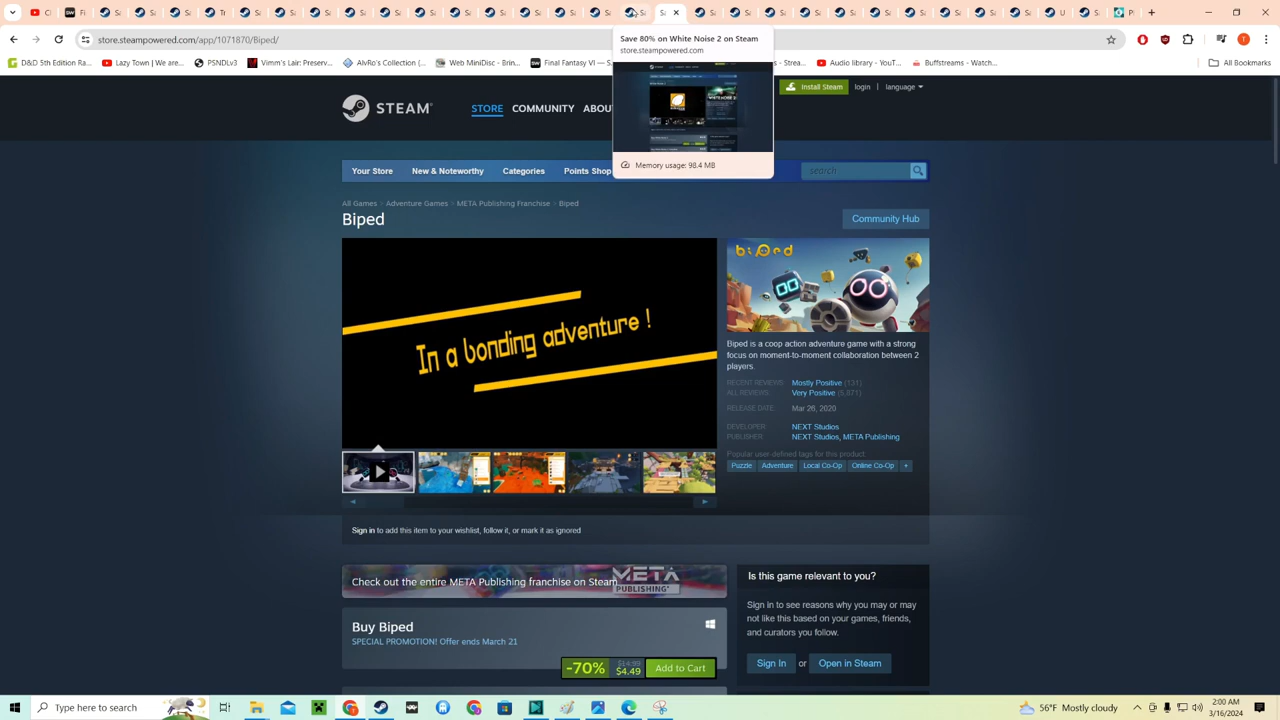 Save 80% on White Noise 2 on Steam
store.steampowered.com
store.steampowered.com/app/1071870/Biped/
D&D 5th Edition Ra...
Lazy Town | We are...
PSNDLv3
Vimm's Lair: Preserv...
AlvRo's Collection (...
Web MiniDisc - Brin...
Final Fantasy VI — S...
- Strea...
Audio library - YouT...
Buffstreams - Watch...
All Bookmarks
Memory usage: 98.4 MB
STEAM
STORE
COMMUNITY
ABOU
Install Steam
login
|
language
Your Store
New & Noteworthy
Categories
Points Shop
search
All Games > Adventure Games > META Publishing Franchise > Biped
Biped
Community Hub
In a bonding adventure !
biped
Biped is a coop action adventure game with a strong
focus on moment-to-moment collaboration between 2
players.
RECENT REVIEWS: Mostly Positive (131)
ALL REVIEWS: Very Positive (5,871)
RELEASE DATE: Mar 26, 2020
DEVELOPER: NEXT Studios
PUBLISHER: NEXT Studios, META Publishing
Popular user-defined tags for this product:
Puzzle
Adventure
Local Co-Op
Online Co-Op
+
Sign in to add this item to your wishlist, follow it, or mark it as ignored
Check out the entire META Publishing franchise on Steam
META
PUBLISHING
Is this game relevant to you?
Sign in to see reasons why you may or may
not like this based on your games, friends,
and curators you follow.
Sign In
or
Open in Steam
Buy Biped
SPECIAL PROMOTION! Offer ends March 21
-70%
$14.99
$4.49
Add to Cart
Type here to search
56°F Mostly cloudy
2:00 AM
3/16/2024